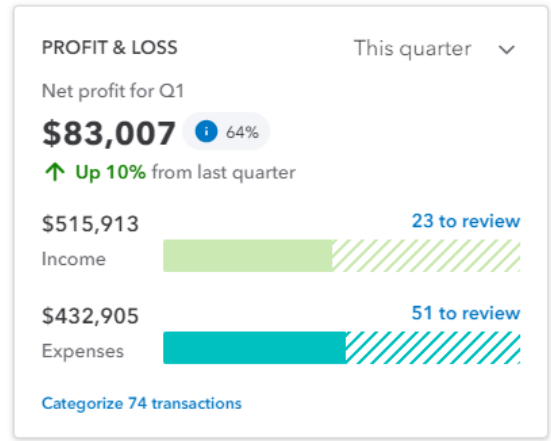 PROFIT & LOSS
This quarter
Net profit for Q1
$83,007 i 64%
Up 10% from last quarter
$515,913
23 to review
Income
$432,905
51 to review
Expenses
Categorize 74 transactions